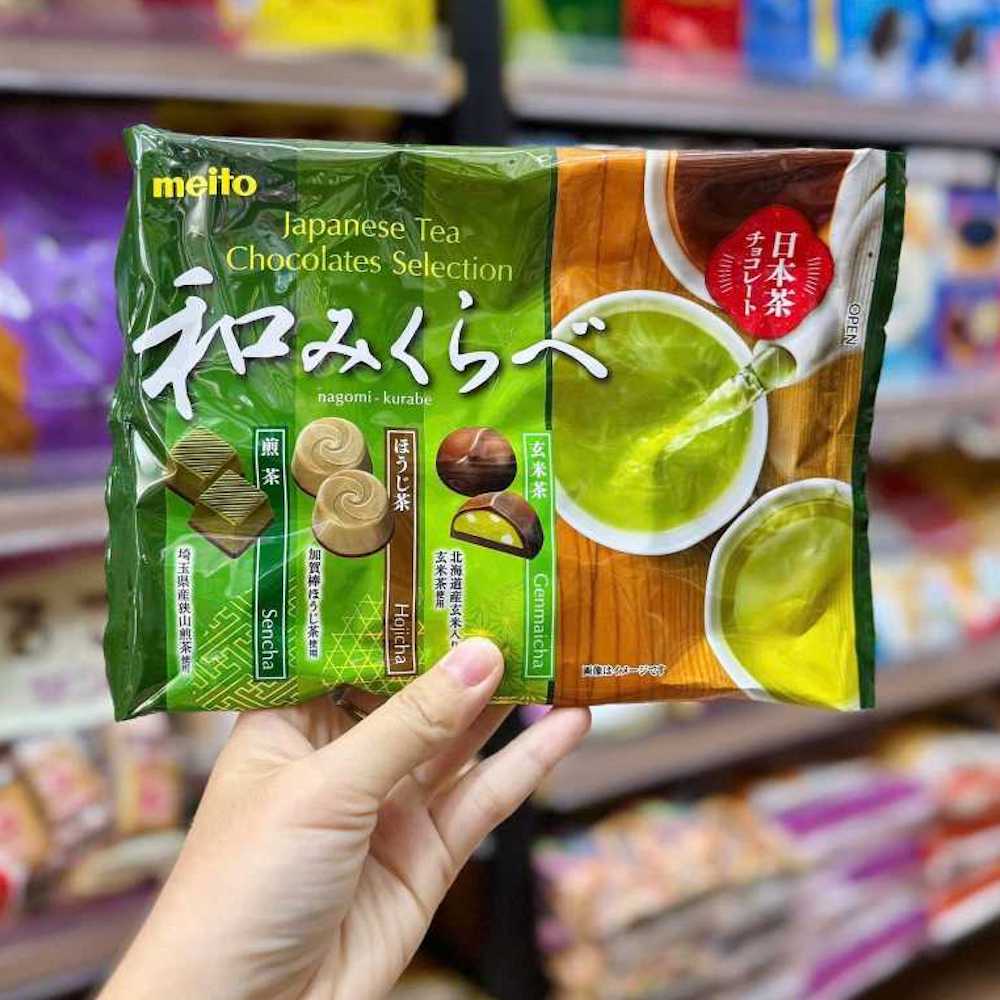 meito
Japanese Tea
Chocolates Selection
和みくらべ
nagomi-kurabe
日本茶
チョコレート
OPEN
煎茶
Sencha
埼玉県産狭山煎茶使用
ほうじ茶
Hojicha
加賀棒ほうじ茶使用
玄米茶
Genmaicha
北海道産玄米入り
玄米茶使用
画像はイメージです